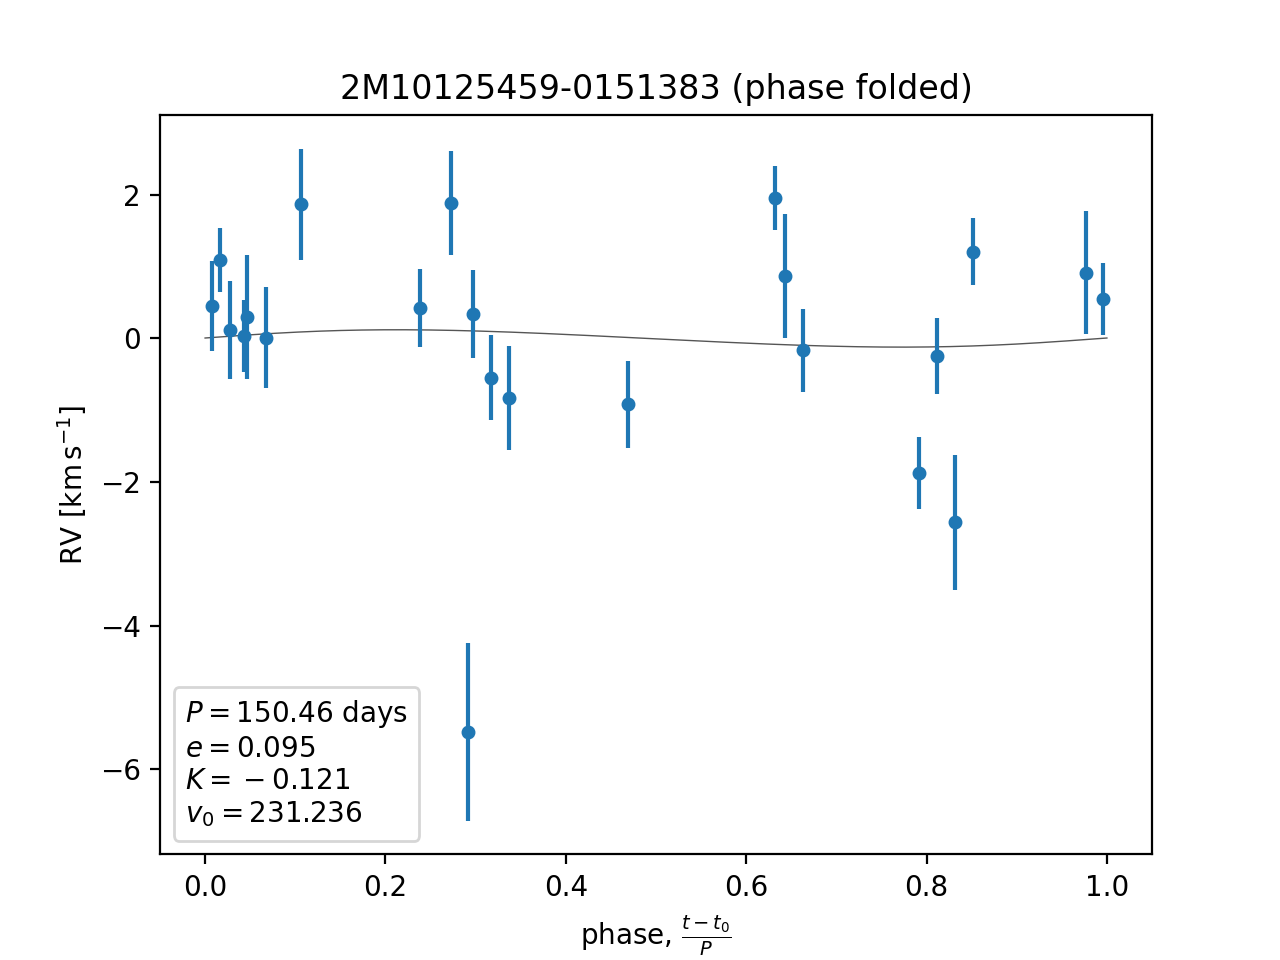 2M10125459-0151383 (phase folded)
RV [km s⁻¹]
2
0
−2
−4
−6
P = 150.46 days
e = 0.095
K = −0.121
v₀ = 231.236
0.0 0.2 0.4 0.6 0.8 1.0
phase, (t − t₀)/P